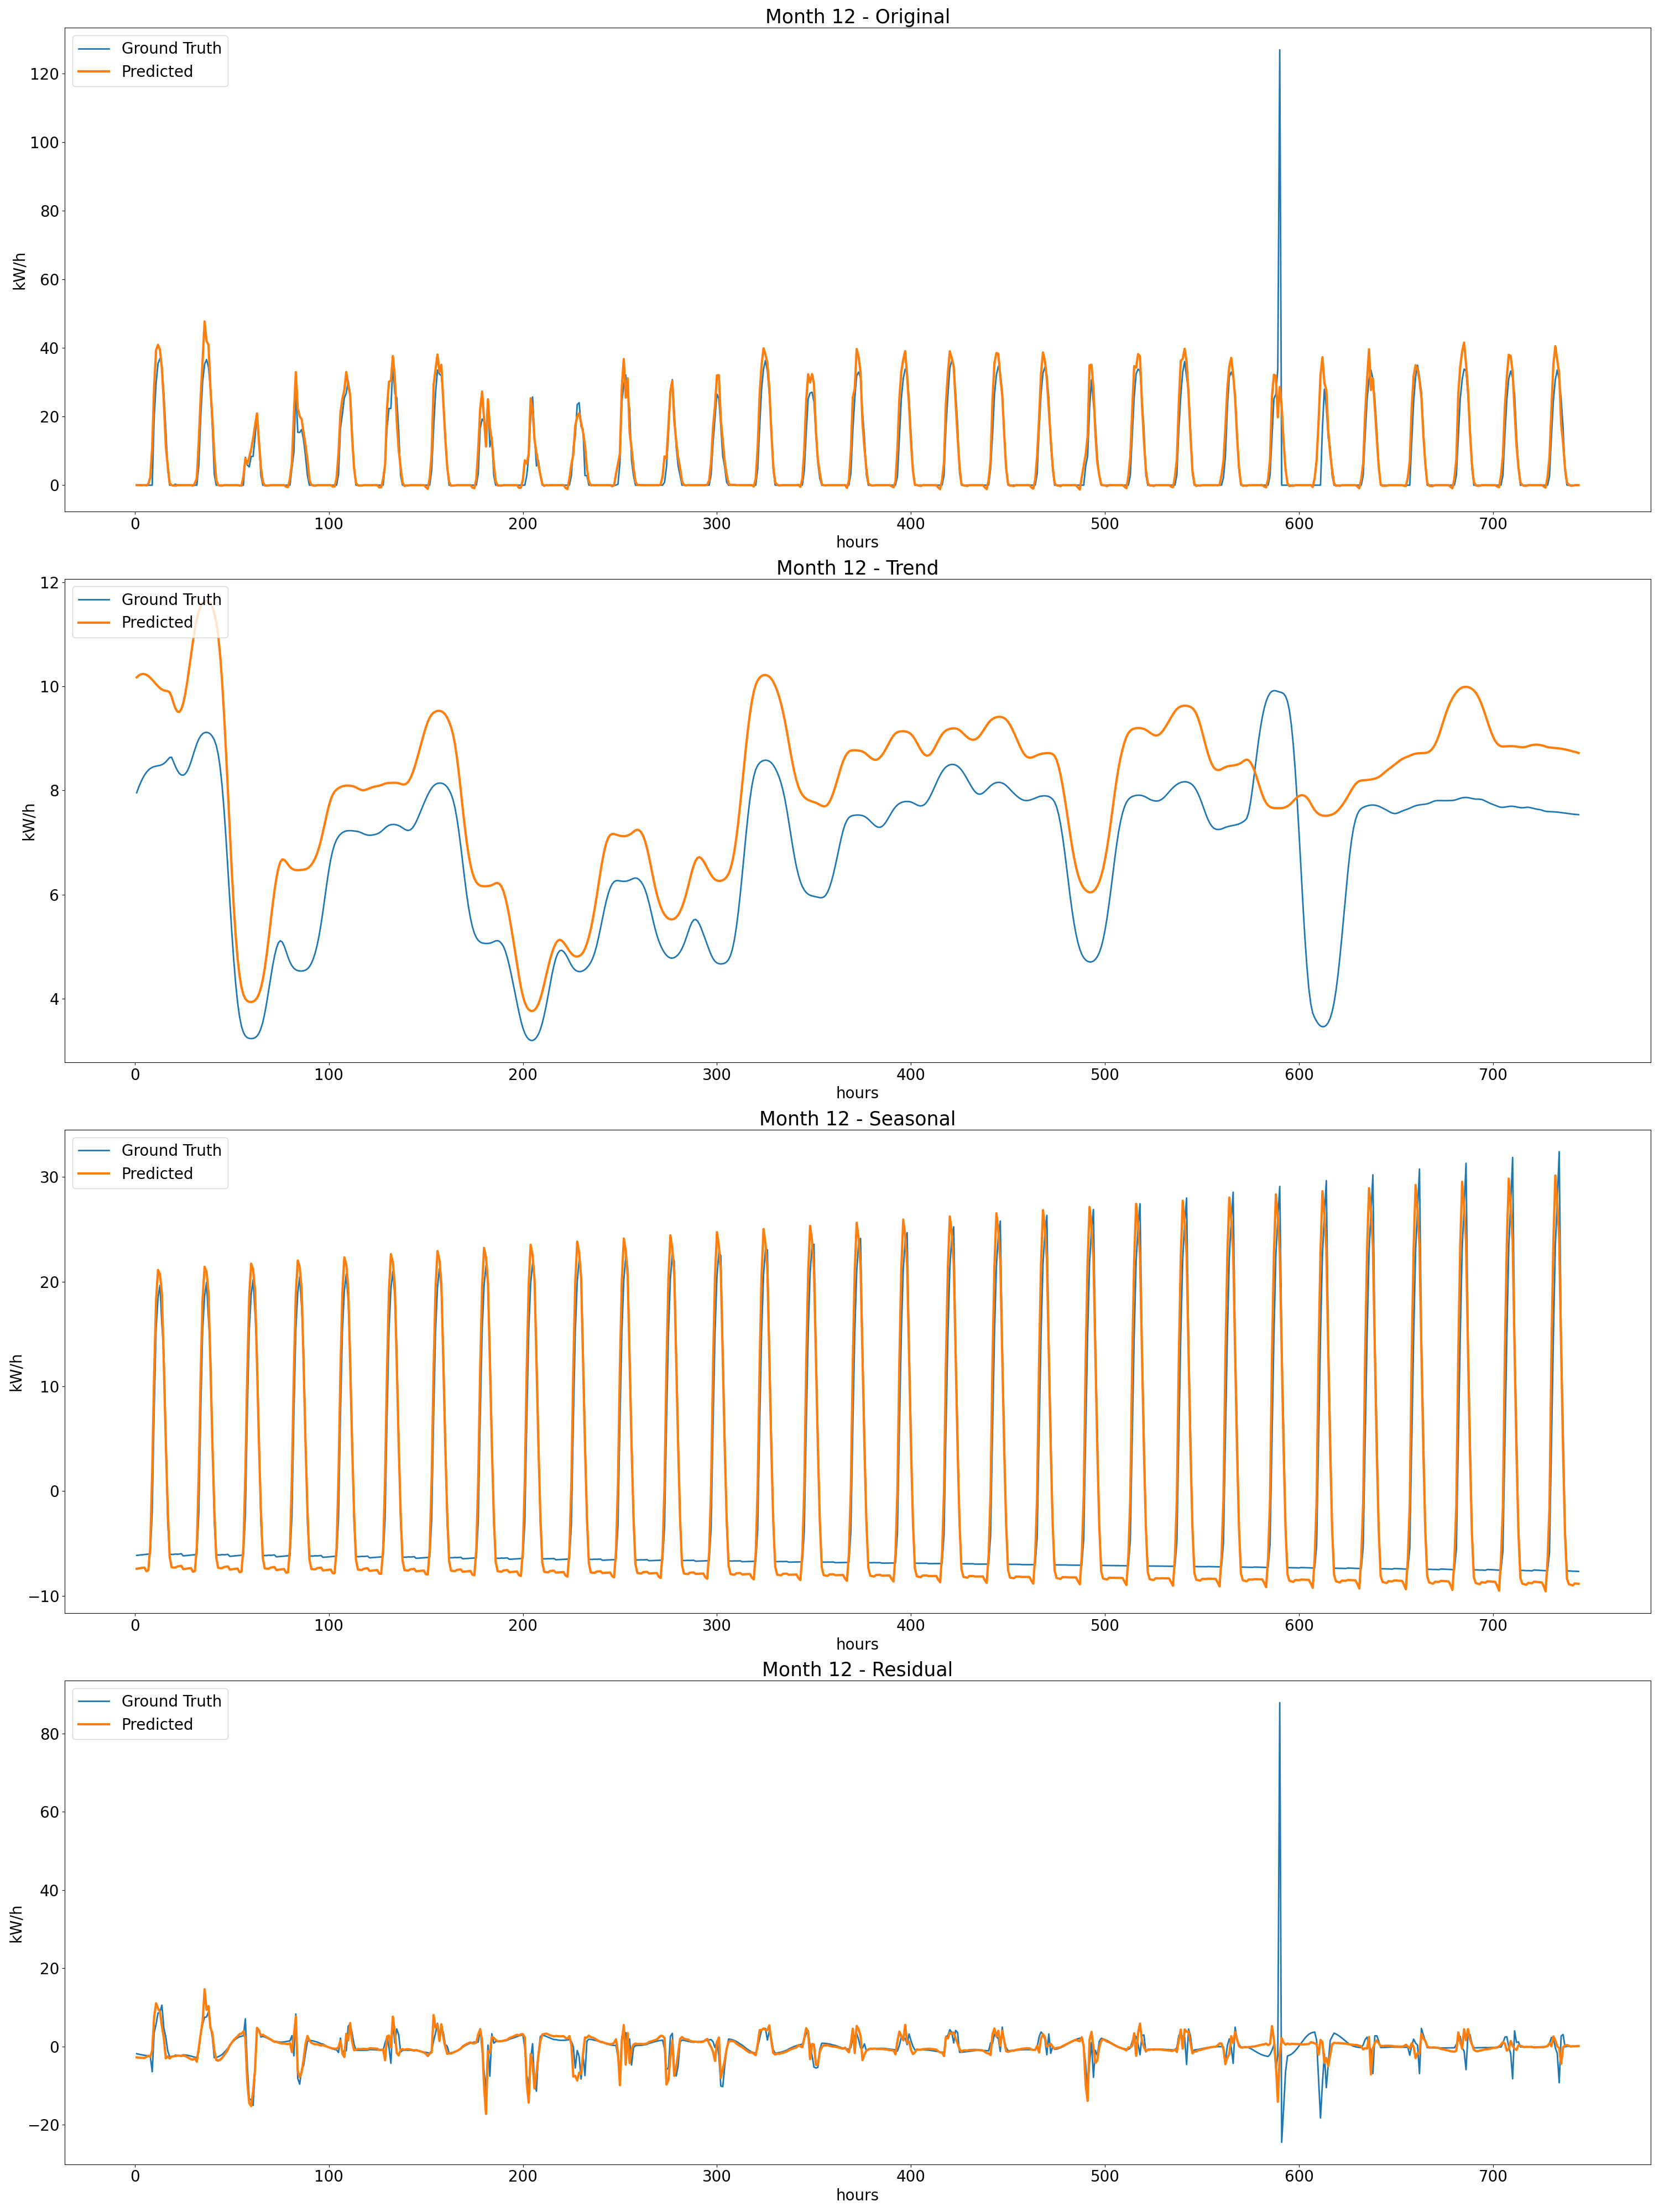 Month 12 - Original
Ground Truth
Predicted
120
100
80
60
40
20
0
kW/h
0 100 200 300 400 500 600 700
hours
Month 12 - Trend
Ground Truth
Predicted
12
10
8
6
4
kW/h
0 100 200 300 400 500 600 700
hours
Month 12 - Seasonal
Ground Truth
Predicted
30
20
10
0
−10
kW/h
0 100 200 300 400 500 600 700
hours
Month 12 - Residual
Ground Truth
Predicted
80
60
40
20
0
−20
kW/h
0 100 200 300 400 500 600 700
hours